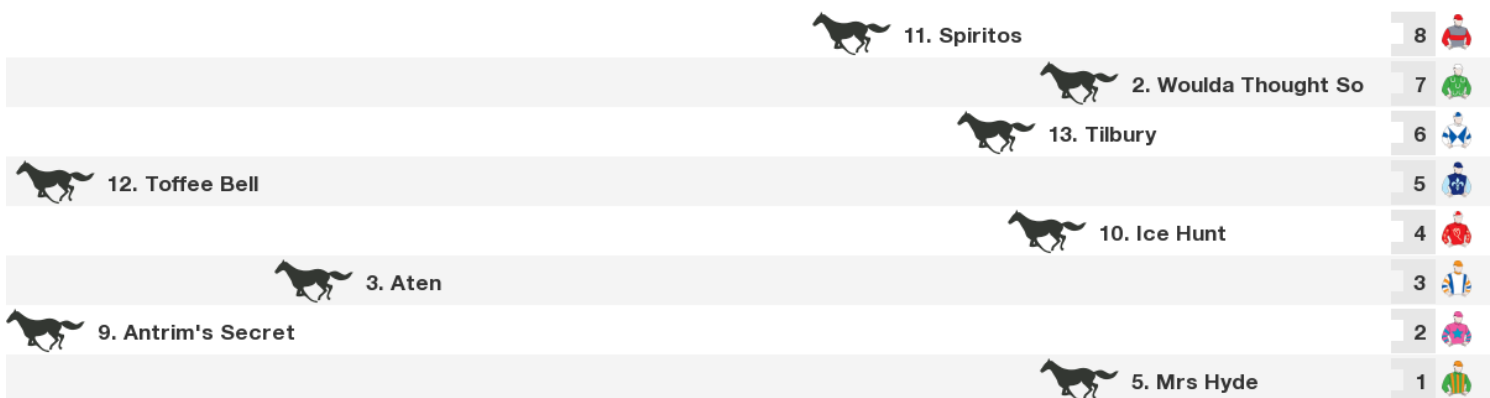 11. Spiritos 8
2. Woulda Thought So 7
13. Tilbury 6
12. Toffee Bell 5
10. Ice Hunt 4
3. Aten 3
9. Antrim's Secret 2
5. Mrs Hyde 1